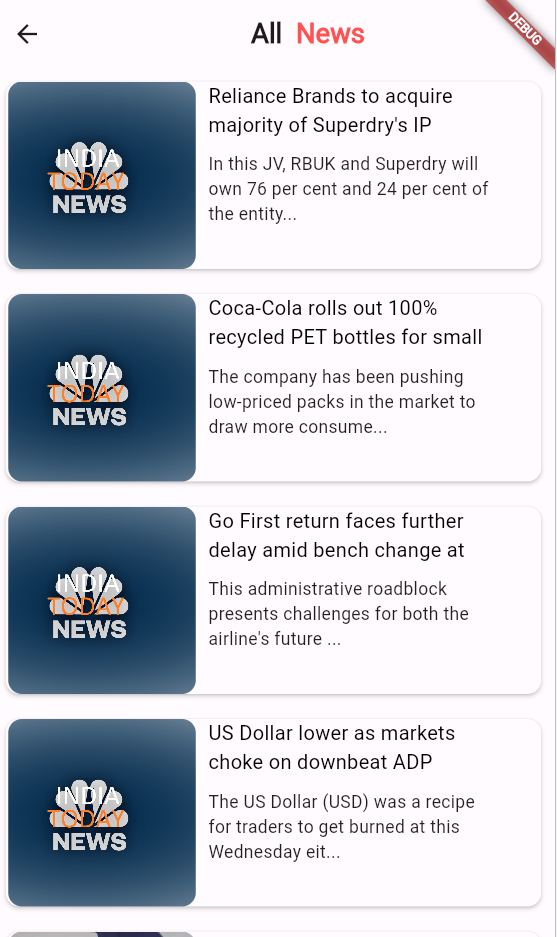 All News
DEBUG
INDIA
TODAY
NEWS
Reliance Brands to acquire
majority of Superdry's IP
In this JV, RBUK and Superdry will
own 76 per cent and 24 per cent of
the entity...
INDIA
TODAY
NEWS
Coca-Cola rolls out 100%
recycled PET bottles for small
The company has been pushing
low-priced packs in the market to
draw more consume...
INDIA
TODAY
NEWS
Go First return faces further
delay amid bench change at
This administrative roadblock
presents challenges for both the
airline's future ...
INDIA
TODAY
NEWS
US Dollar lower as markets
choke on downbeat ADP
The US Dollar (USD) was a recipe
for traders to get burned at this
Wednesday eit...